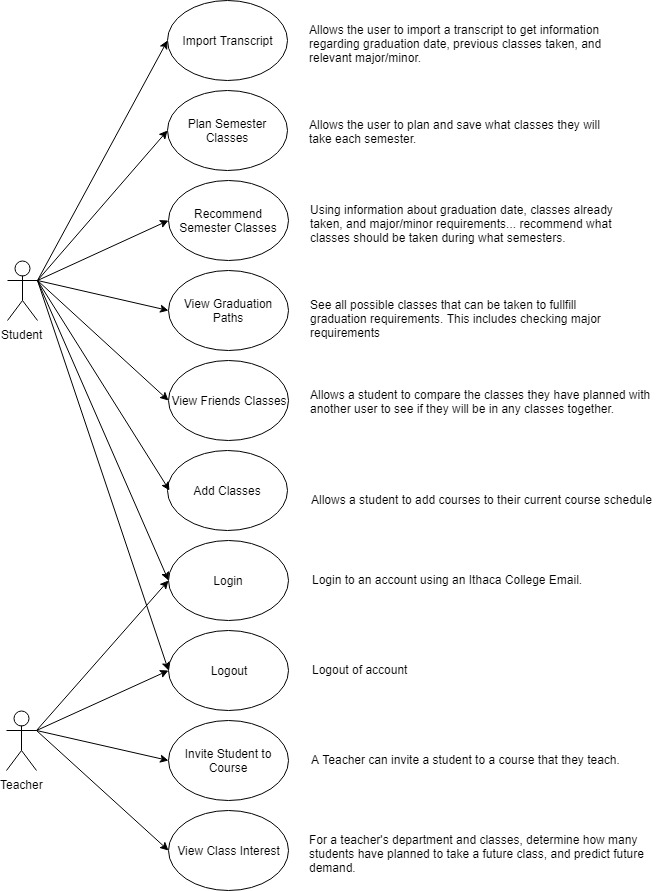 Import Transcript
Allows the user to import a transcript to get information
regarding graduation date, previous classes taken, and
relevant major/minor.
Plan Semester
Classes
Allows the user to plan and save what classes they will
take each semester.
Recommend
Semester Classes
Using information about graduation date, classes already
taken, and major/minor requirements... recommend what
classes should be taken during what semesters.
Student
View Graduation
Paths
See all possible classes that can be taken to fullfill
graduation requirements. This includes checking major
requirements
View Friends Classes
Allows a student to compare the classes they have planned with
another user to see if they will be in any classes together.
Add Classes
Allows a student to add courses to their current course schedule
Login
Login to an account using an Ithaca College Email.
Logout
Logout of account
Teacher
Invite Student to
Course
A Teacher can invite a student to a course that they teach.
View Class Interest
For a teacher's department and classes, determine how many
students have planned to take a future class, and predict future
demand.